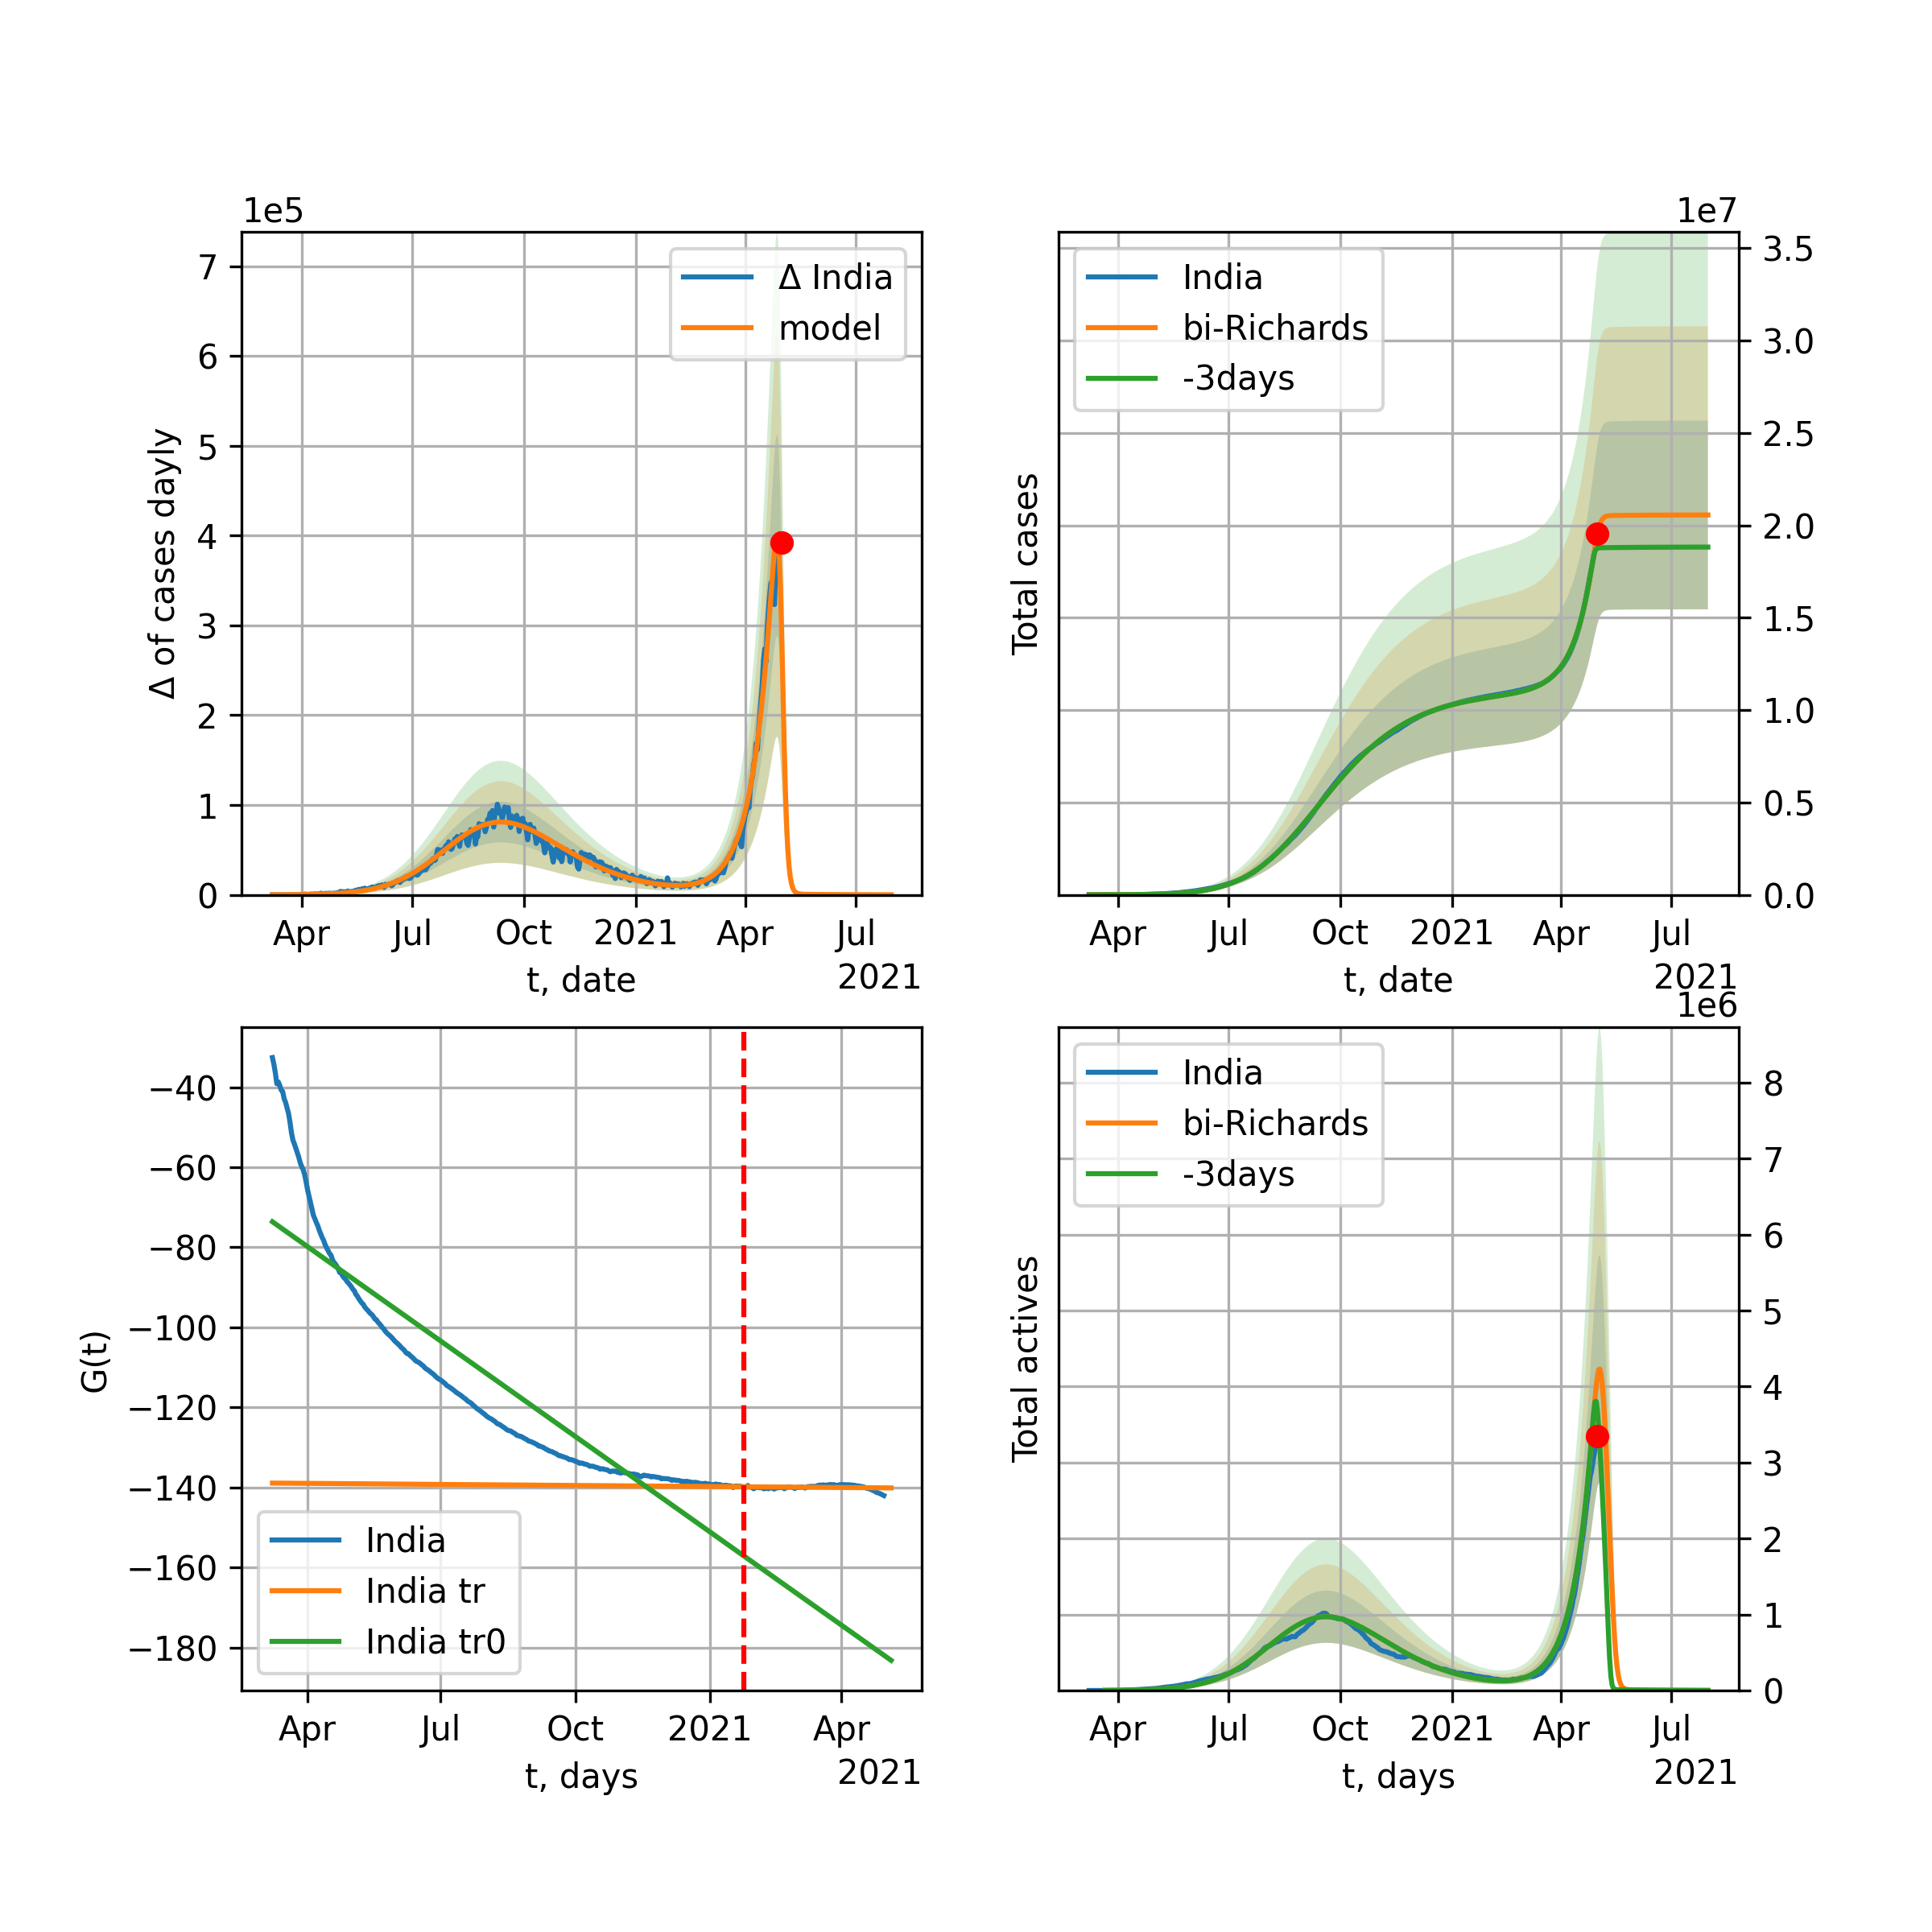 1e5
Δ of cases dayly
7
6
5
4
3
2
1
0
Δ India
model
Apr
Jul
Oct
2021
Apr
Jul
t, date
2021
1e7
Total cases
India
bi-Richards
-3days
3.5
3.0
2.5
2.0
1.5
1.0
0.5
0.0
Apr
Jul
Oct
2021
Apr
Jul
t, date
2021
G(t)
−40
−60
−80
−100
−120
−140
−160
−180
India
India tr
India tr0
Apr
Jul
Oct
2021
Apr
t, days
2021
1e6
Total actives
India
bi-Richards
-3days
8
7
6
5
4
3
2
1
0
Apr
Jul
Oct
2021
Apr
Jul
t, days
2021